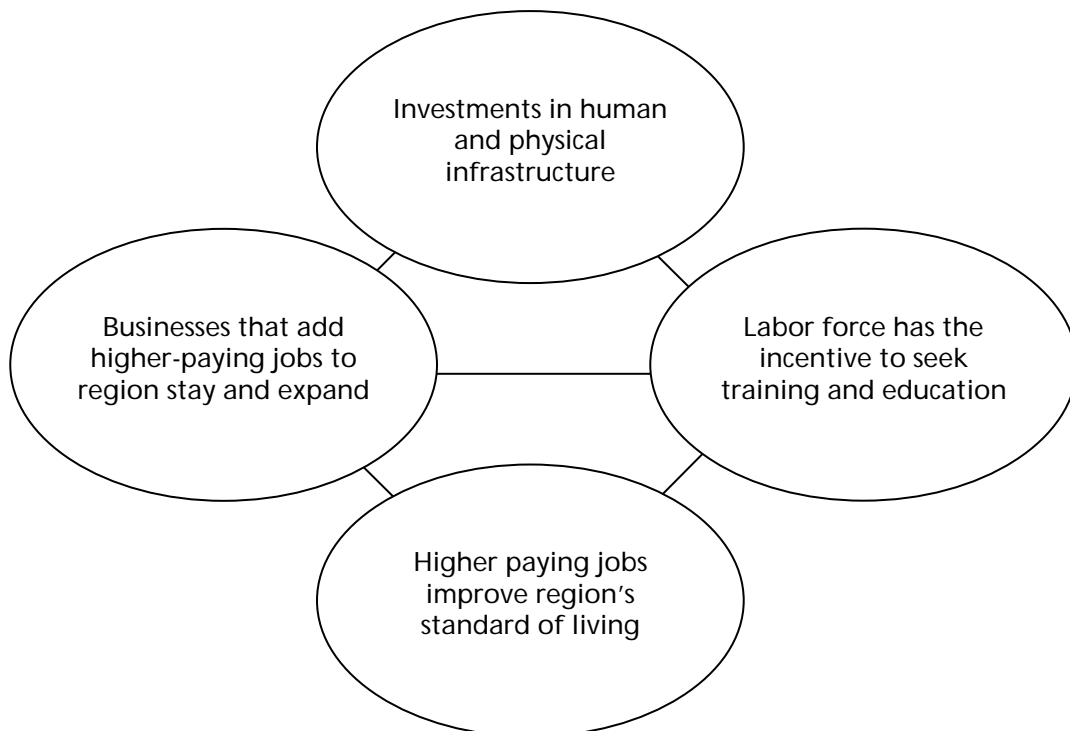 Investments in human
and physical
infrastructure
Businesses that add
higher-paying jobs to
region stay and expand
Labor force has the
incentive to seek
training and education
Higher paying jobs
improve region's
standard of living